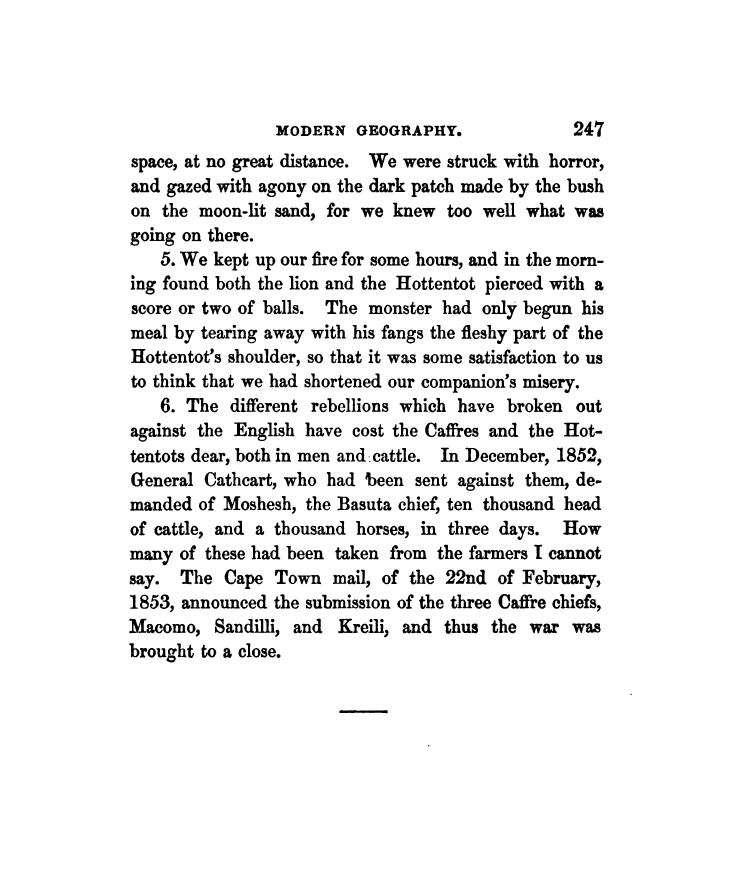 MODERN GEOGRAPHY. 247
space, at no great distance. We were struck with horror,
and gazed with agony on the dark patch made by the bush
on the moon-lit sand, for we knew too well what was
going on there.
5. We kept up our fire for some hours, and in the morn-
ing found both the lion and the Hottentot pierced with a
score or two of balls. The monster had only begun his
meal by tearing away with his fangs the fleshy part of the
Hottentot's shoulder, so that it was some satisfaction to us
to think that we had shortened our companion's misery.
6. The different rebellions which have broken out
against the English have cost the Caffres and the Hot-
tentots dear, both in men and cattle. In December, 1852,
General Cathcart, who had been sent against them, de-
manded of Moshesh, the Basuta chief, ten thousand head
of cattle, and a thousand horses, in three days. How
many of these had been taken from the farmers I cannot
say. The Cape Town mail, of the 22nd of February,
1853, announced the submission of the three Caffre chiefs,
Macomo, Sandilli, and Kreili, and thus the war was
brought to a close.